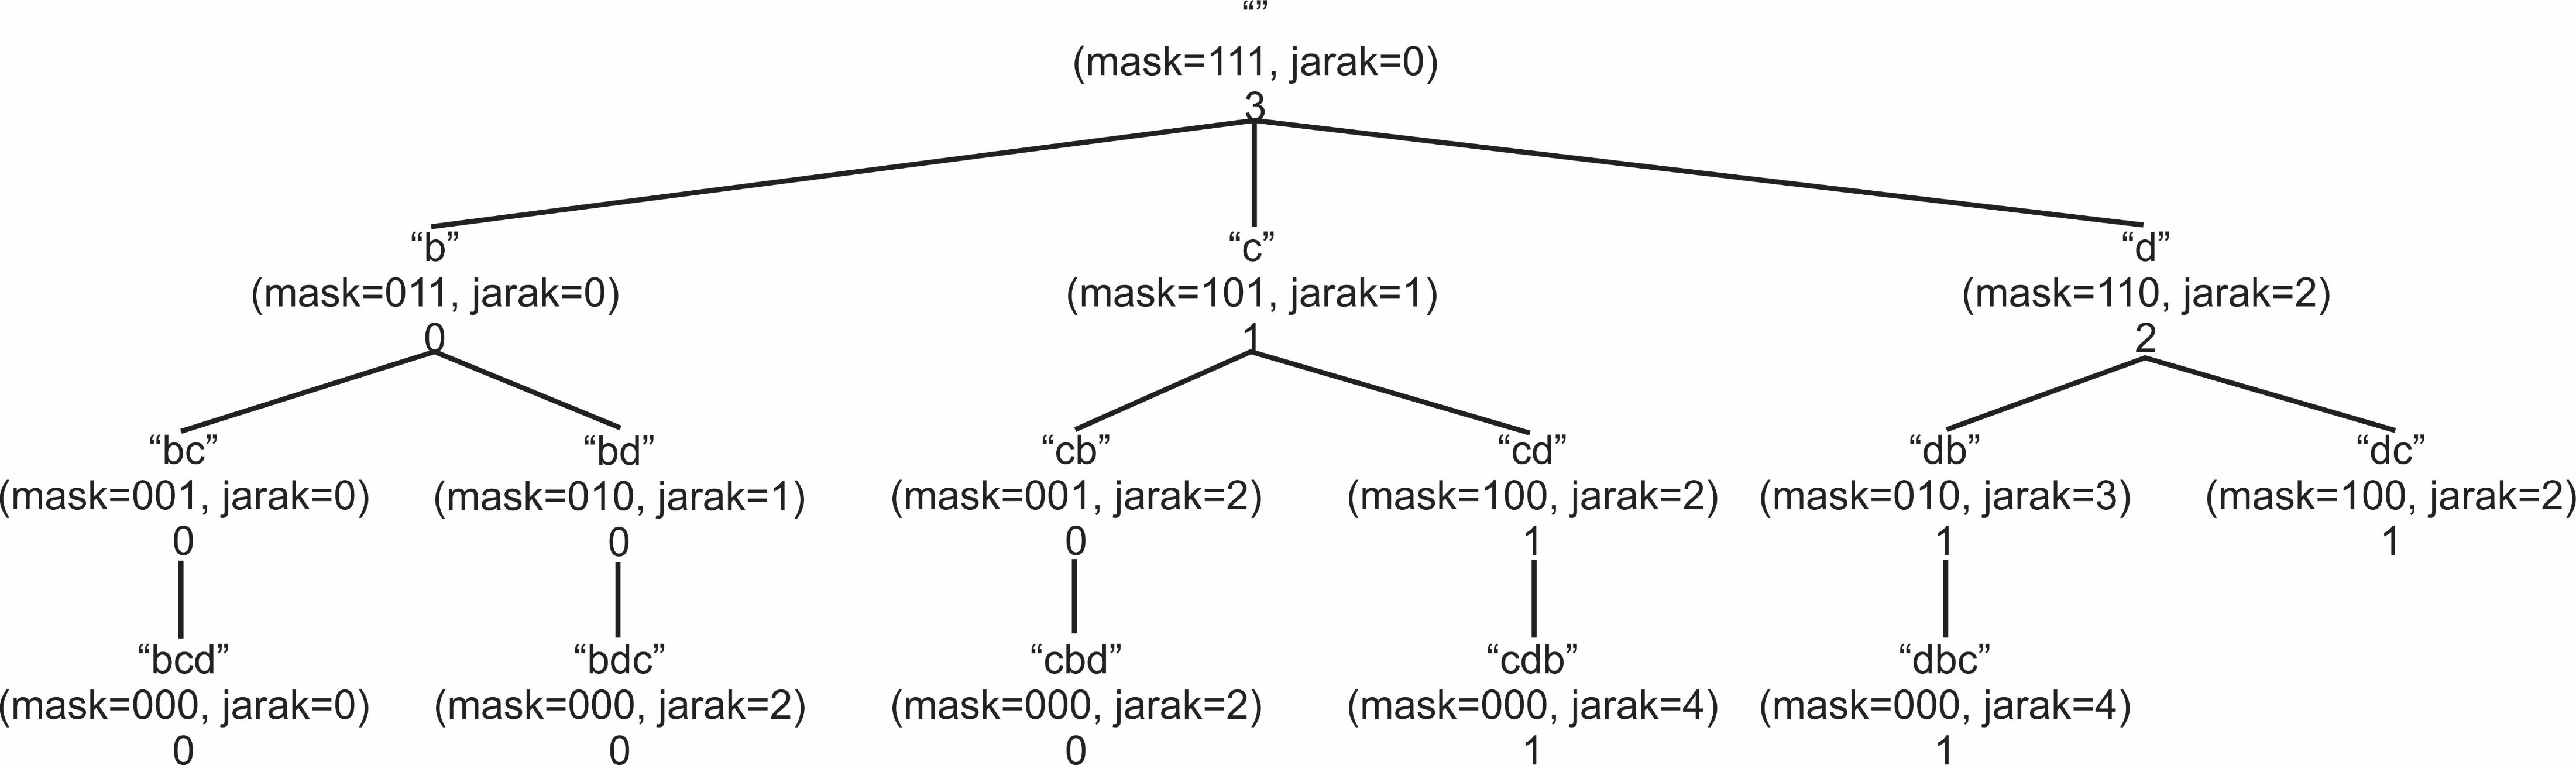 “”
(mask=111, jarak=0)
3
“b” “c” “d”
(mask=011, jarak=0) (mask=101, jarak=1) (mask=110, jarak=2)
0 1 2
“bc” “bd” “cb” “cd” “db” “dc”
(mask=001, jarak=0) (mask=010, jarak=1) (mask=001, jarak=2) (mask=100, jarak=2) (mask=010, jarak=3) (mask=100, jarak=2)
0 0 0 1 1 1
“bcd” “bdc” “cbd” “cdb” “dbc”
(mask=000, jarak=0) (mask=000, jarak=2) (mask=000, jarak=2) (mask=000, jarak=4) (mask=000, jarak=4)
0 0 0 1 1